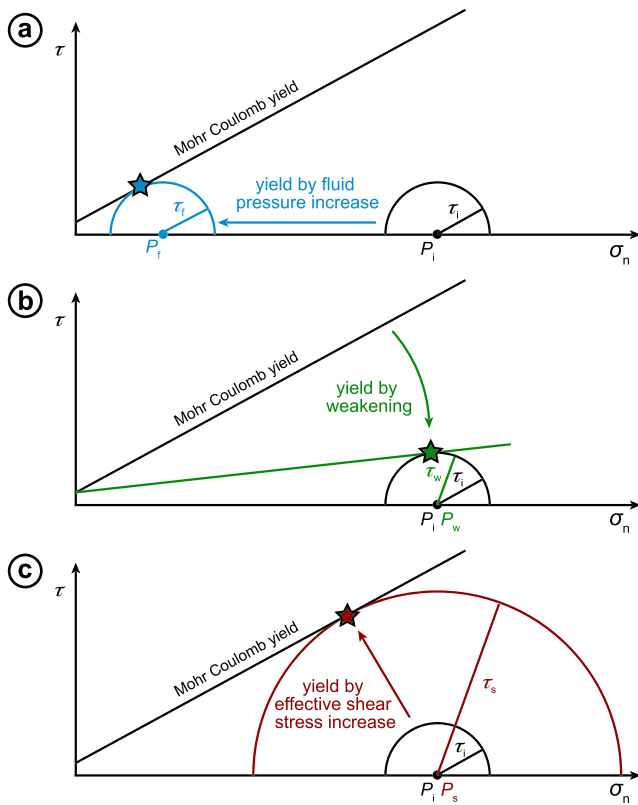 a
τ
Mohr Coulomb yield
yield by fluid
pressure increase
τf
τi
Pf
Pi
σn
b
τ
Mohr Coulomb yield
yield by
weakening
τw
τi
Pi Pw
σn
c
τ
Mohr Coulomb yield
yield by
effective shear
stress increase
τs
τi
Pi Ps
σn